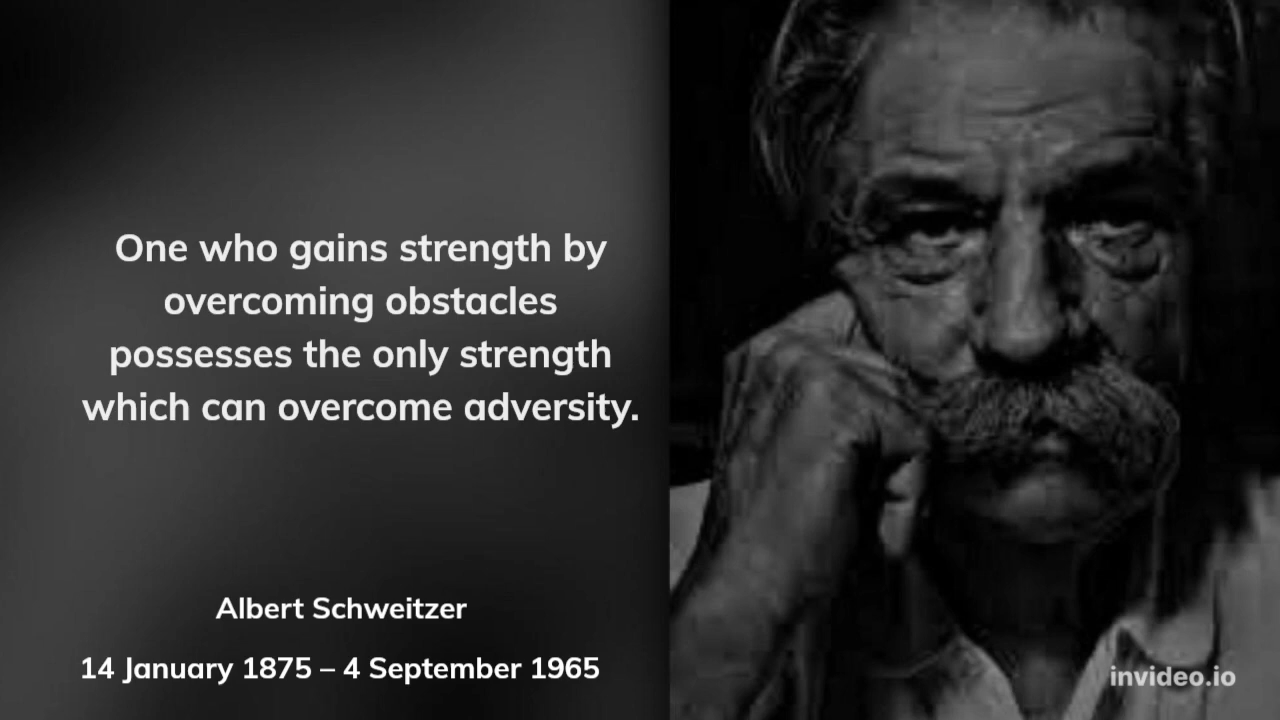 One who gains strength by
overcoming obstacles
possesses the only strength
which can overcome adversity.
Albert Schweitzer
14 January 1875 – 4 September 1965
invideo.io